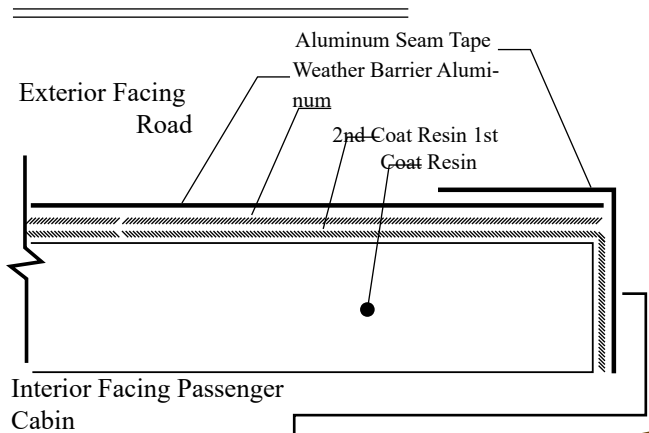 Aluminum Seam Tape
Weather Barrier Alumi-
num
Exterior Facing
Road
2nd Coat Resin 1st
Coat Resin
Interior Facing Passenger
Cabin